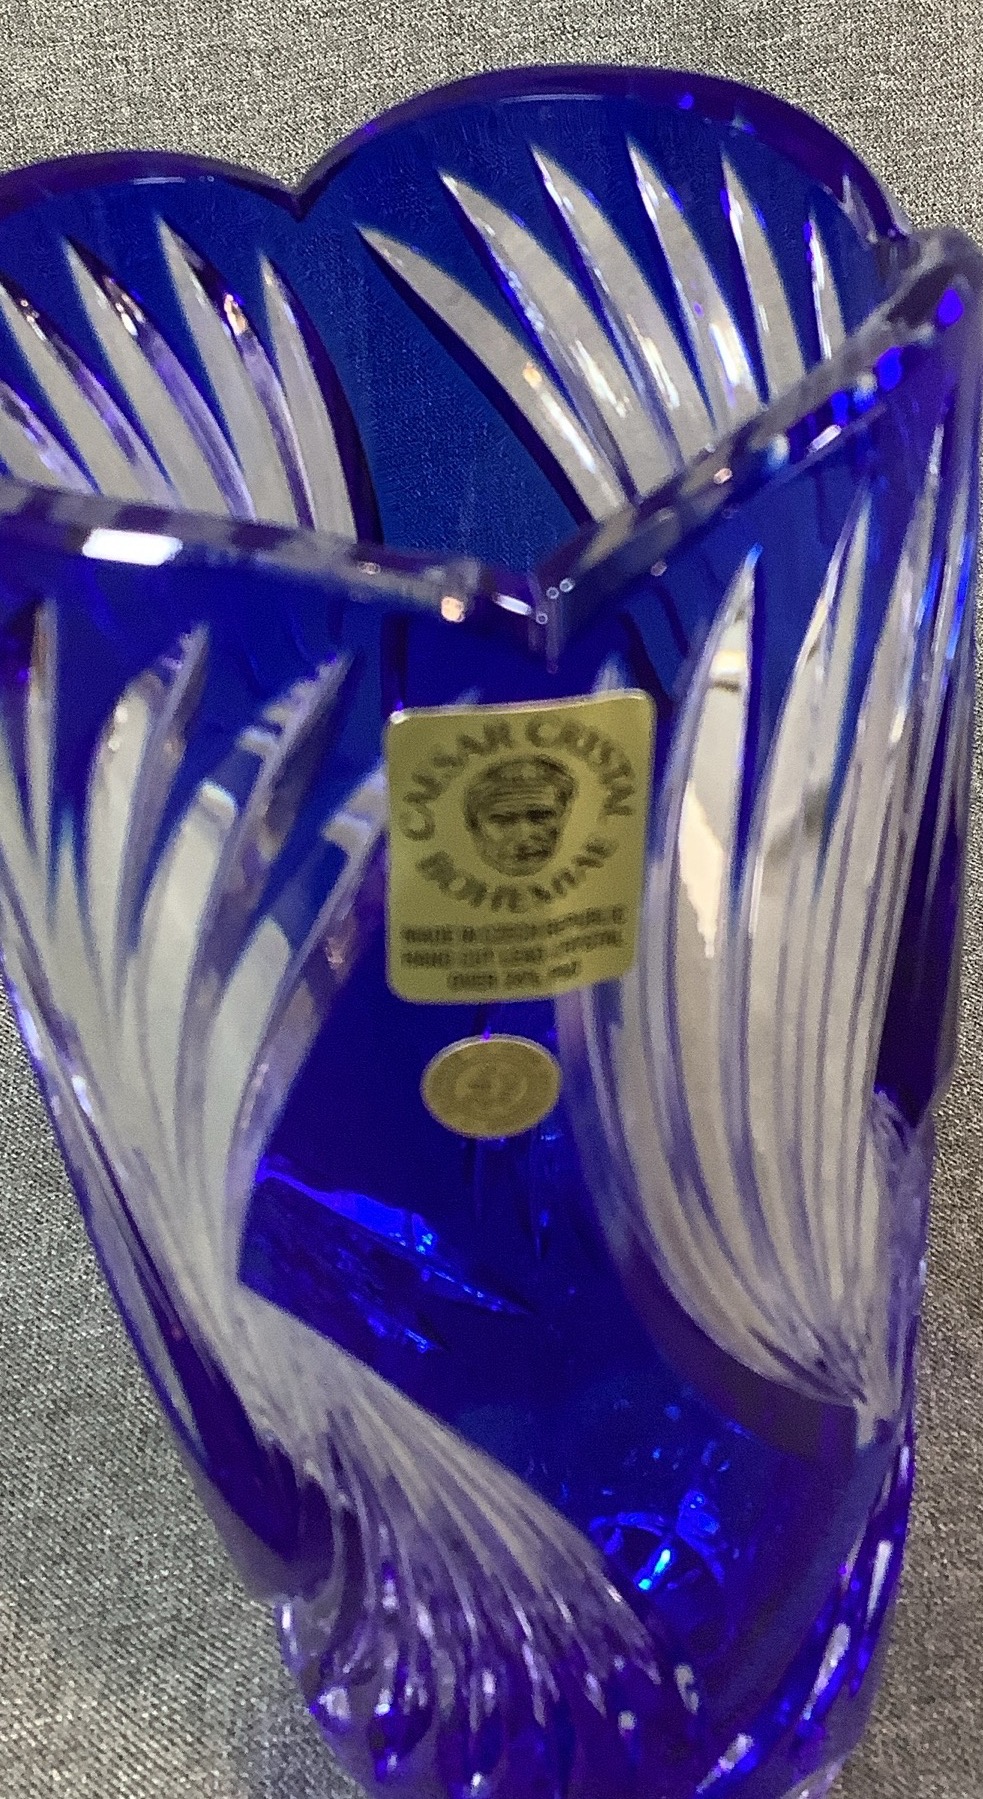 CAESAR CRISTAL
BOHEMIAE
MADE IN CZECH REPUBLIC
HAND CUT LEAD CRYSTAL
OVER 24% PbO